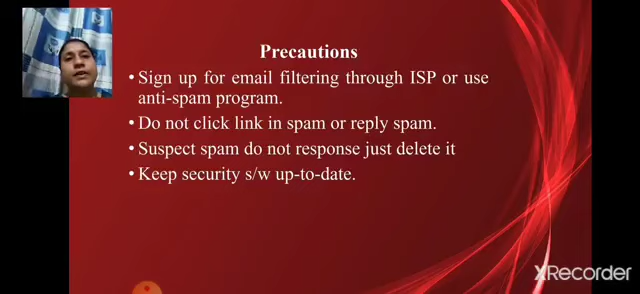 Precautions
• Sign up for email filtering through ISP or use
anti-spam program.
• Do not click link in spam or reply spam.
• Suspect spam do not response just delete it
• Keep security s/w up-to-date.
XRecorder